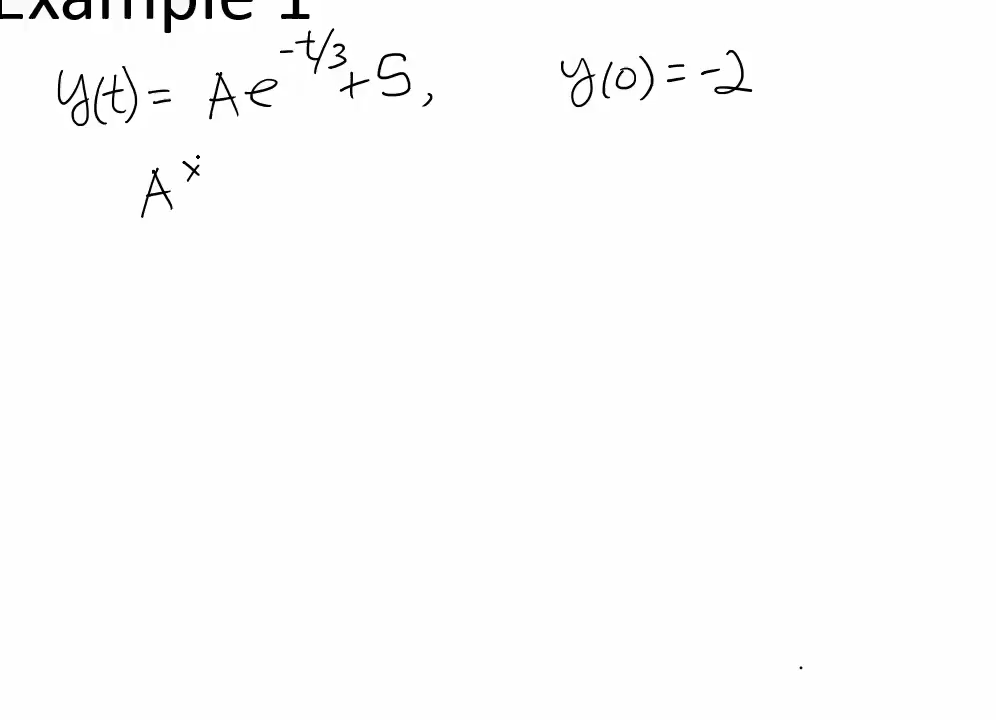 Example 1
y(t) = Ae^{-t/3} + 5, y(0) = -2
A